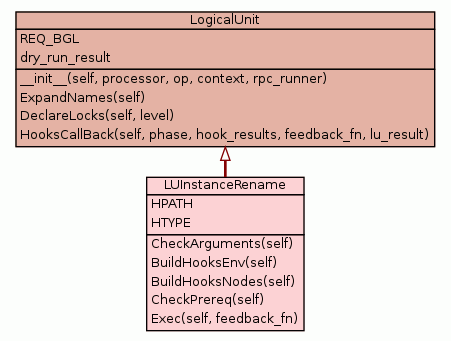 LogicalUnit
REQ_BGL
dry_run_result
__init__(self, processor, op, context, rpc_runner)
ExpandNames(self)
DeclareLocks(self, level)
HooksCallBack(self, phase, hook_results, feedback_fn, lu_result)
LUInstanceRename
HPATH
HTYPE
CheckArguments(self)
BuildHooksEnv(self)
BuildHooksNodes(self)
CheckPrereq(self)
Exec(self, feedback_fn)